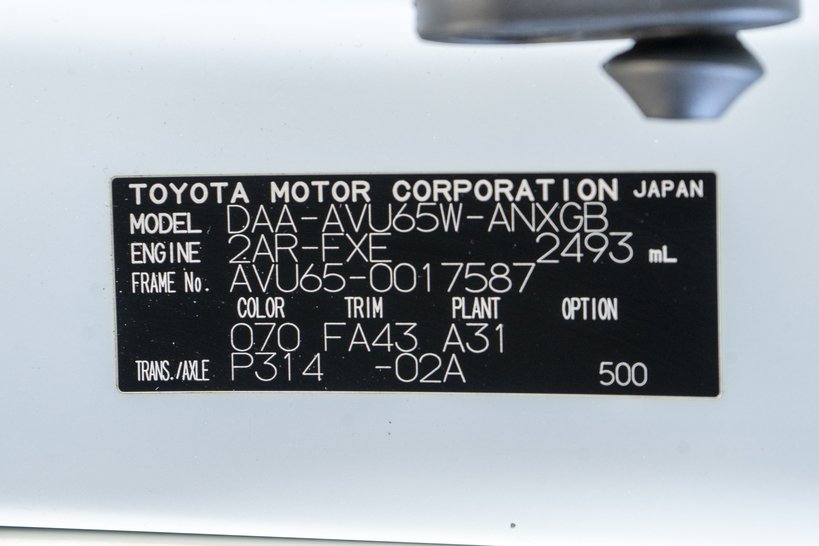 TOYOTA MOTOR CORPORATION JAPAN
MODEL DAA-AVU65W-ANXGB
ENGINE 2AR-FXE 2493 mL
FRAME No. AVU65-0017587
COLOR TRIM PLANT OPTION
070 FA43 A31
TRANS./AXLE P314 -02A 500